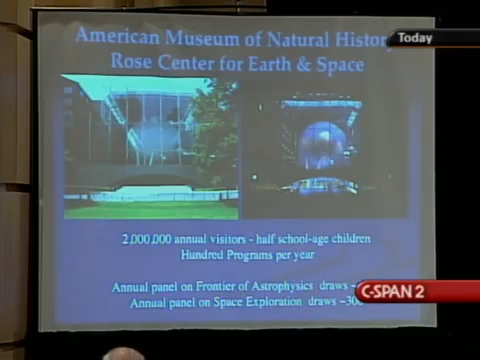 American Museum of Natural History
Rose Center for Earth & Space
Today
2,000,000 annual visitors - half school-age children
Hundred Programs per year
Annual panel on Frontier of Astrophysics draws ~
Annual panel on Space Exploration draws ~300
C-SPAN 2